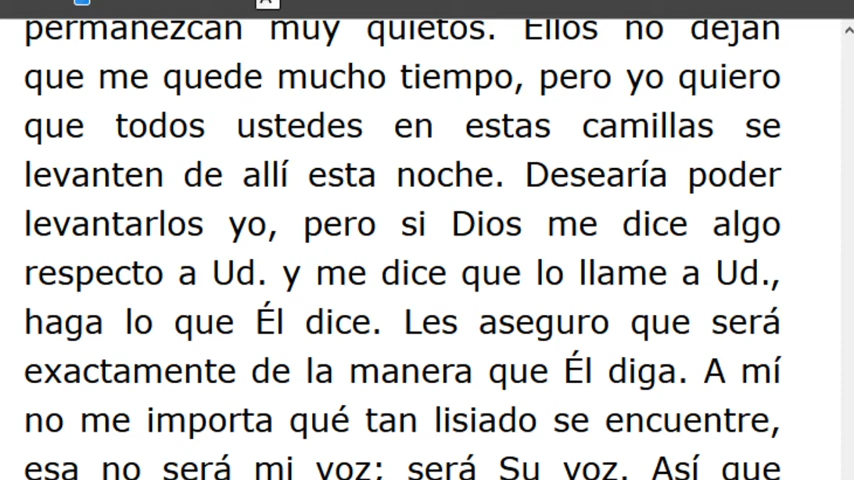 permanezcan muy quietos. Ellos no dejan
que me quede mucho tiempo, pero yo quiero
que todos ustedes en estas camillas se
levanten de allí esta noche. Desearía poder
levantarlos yo, pero si Dios me dice algo
respecto a Ud. y me dice que lo llame a Ud.,
haga lo que Él dice. Les aseguro que será
exactamente de la manera que Él diga. A mí
no me importa qué tan lisiado se encuentre,
esa no será mi voz; será Su voz. Así que